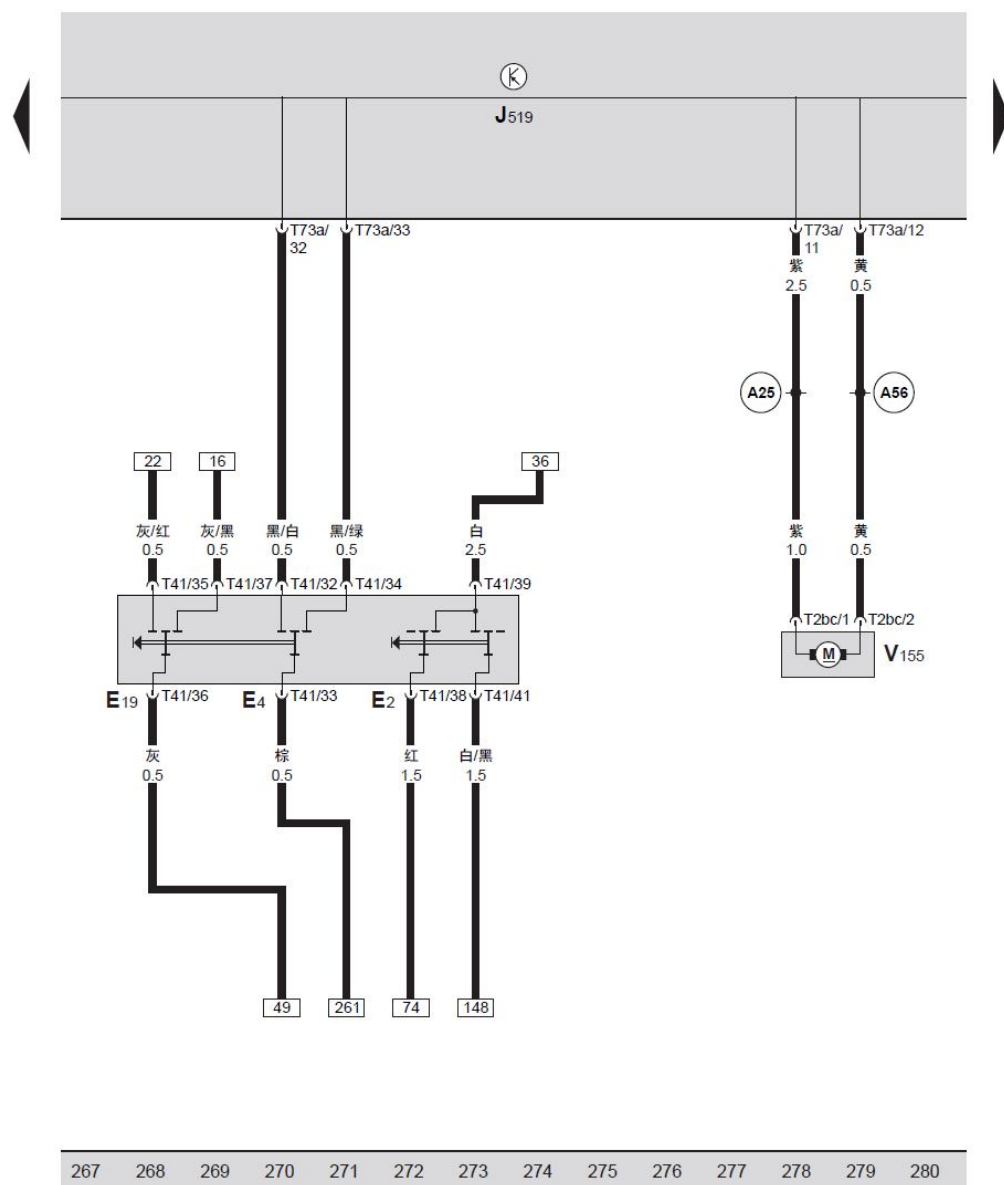 J519
T73a/
32
T73a/33
T73a/
11
T73a/12
紫
2.5
黄
0.5
A25
A56
22
16
36
灰/红
0.5
灰/黑
0.5
黑/白
0.5
黑/绿
0.5
白
2.5
紫
1.0
黄
0.5
T41/35
T41/37
T41/32
T41/34
T41/39
T2bc/1
T2bc/2
M
V155
E19
T41/36
E4
T41/33
E2
T41/38
T41/41
灰
0.5
棕
0.5
红
1.5
白/黑
1.5
49
261
74
148
267 268 269 270 271 272 273 274 275 276 277 278 279 280